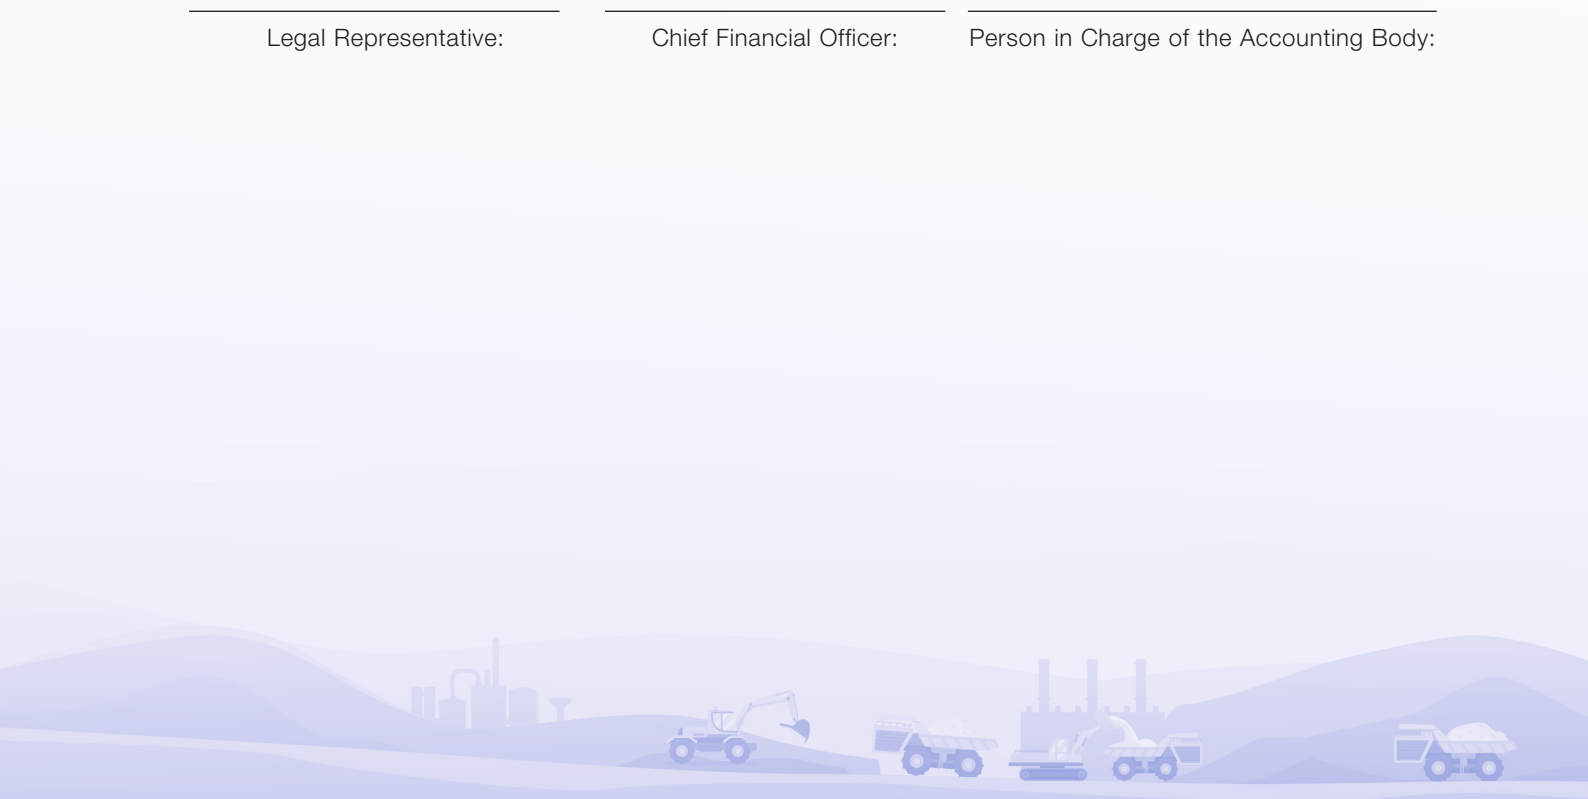 Legal Representative: Chief Financial Officer: Person in Charge of the Accounting Body: